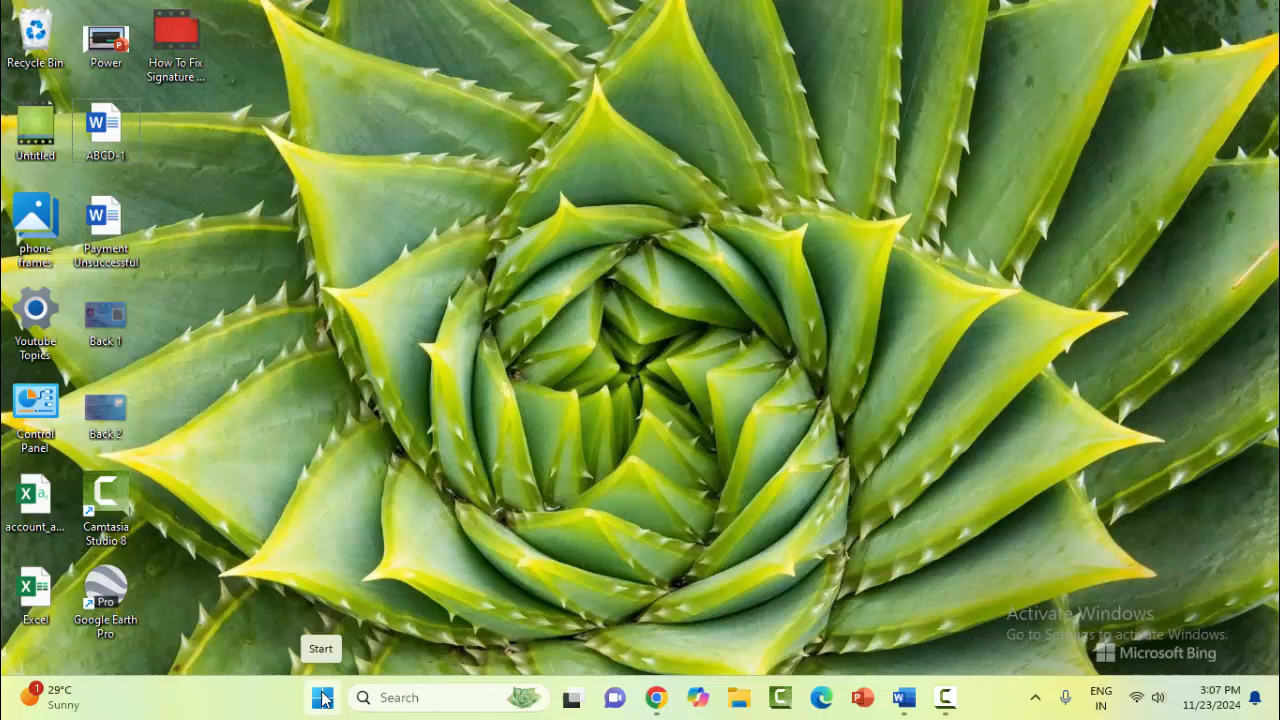 Recycle Bin
Power
How To Fix
Signature ...
Untitled
ABCD-1
phone
frames
Payment
Unsuccessful
Youtube
Topics
Back 1
Control
Panel
Back 2
account_a...
Camtasia
Studio 8
Excel
Pro
Google Earth
Pro
Start
Activate Windows
Go to Settings to activate Windows.
Microsoft Bing
1
29°C
Sunny
Search
ENG
IN
3:07 PM
11/23/2024